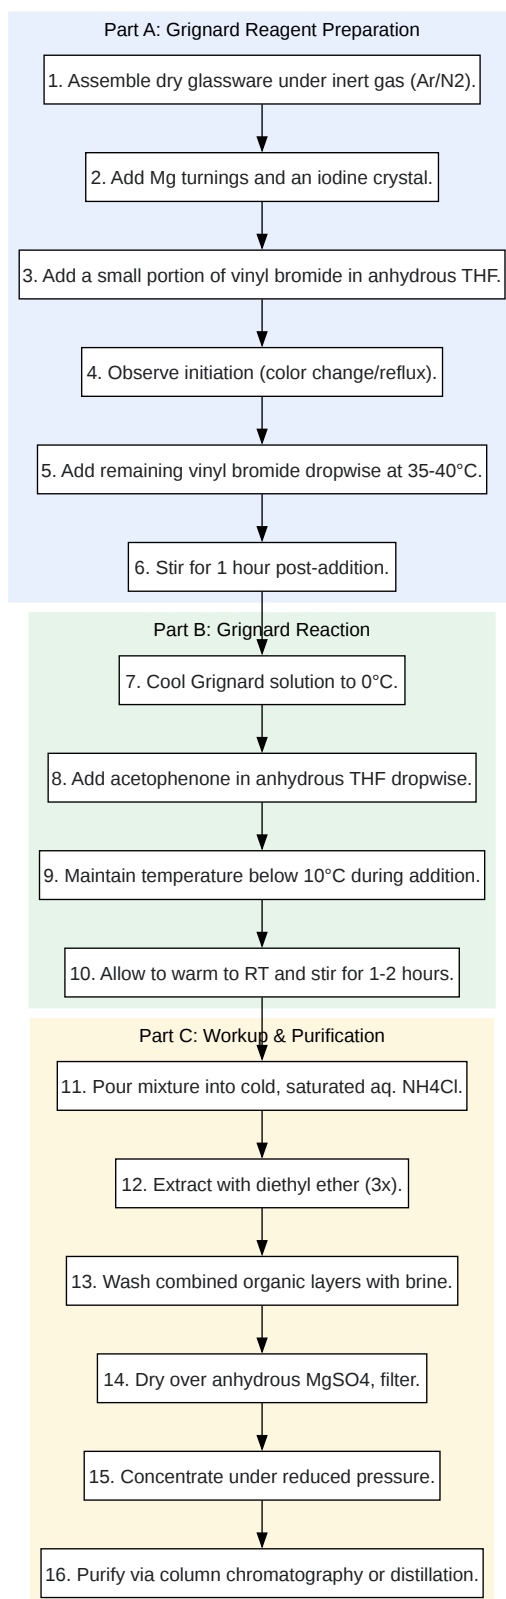 Part A: Grignard Reagent Preparation
1. Assemble dry glassware under inert gas (Ar/N2).
2. Add Mg turnings and an iodine crystal.
3. Add a small portion of vinyl bromide in anhydrous THF.
4. Observe initiation (color change/reflux).
5. Add remaining vinyl bromide dropwise at 35-40°C.
6. Stir for 1 hour post-addition.
Part B: Grignard Reaction
7. Cool Grignard solution to 0°C.
8. Add acetophenone in anhydrous THF dropwise.
9. Maintain temperature below 10°C during addition.
10. Allow to warm to RT and stir for 1-2 hours.
Part C: Workup & Purification
11. Pour mixture into cold, saturated aq. NH4Cl.
12. Extract with diethyl ether (3x).
13. Wash combined organic layers with brine.
14. Dry over anhydrous MgSO4, filter.
15. Concentrate under reduced pressure.
16. Purify via column chromatography or distillation.